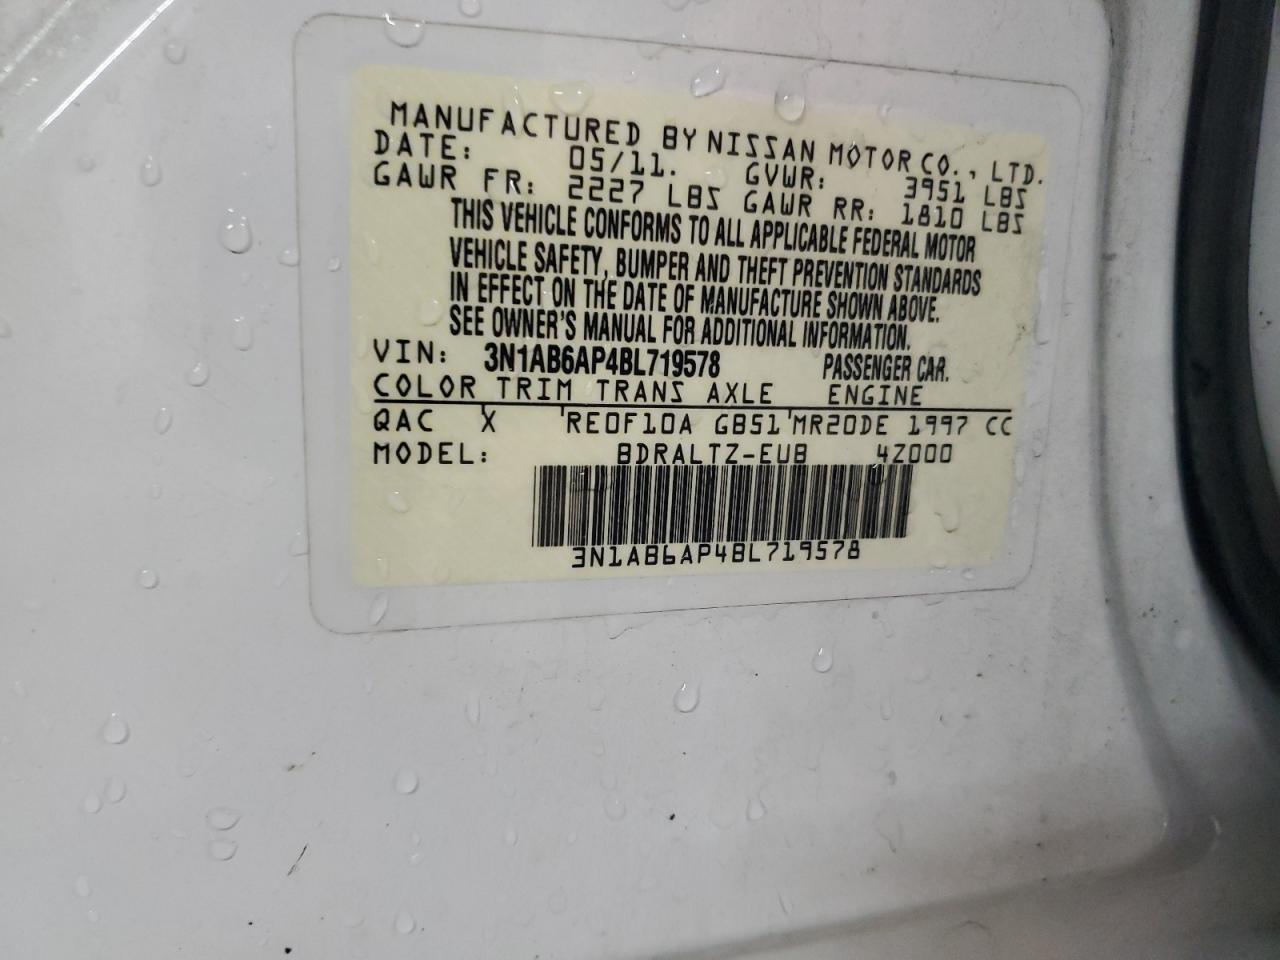 MANUFACTURED BY NISSAN MOTOR CO., LTD.
DATE: 05/11. GVWR: 3951 LBS
GAWR FR: 2227 LBS GAWR RR: 1810 LBS
THIS VEHICLE CONFORMS TO ALL APPLICABLE FEDERAL MOTOR
VEHICLE SAFETY, BUMPER AND THEFT PREVENTION STANDARDS
IN EFFECT ON THE DATE OF MANUFACTURE SHOWN ABOVE.
SEE OWNER'S MANUAL FOR ADDITIONAL INFORMATION.
VIN: 3N1AB6AP4BL719578 PASSENGER CAR.
COLOR TRIM TRANS AXLE ENGINE
QAC X RE0F10A GB51 MR20DE 1997 CC
MODEL: BDRALTZ-EUB 4Z000
3N1AB6AP4BL719578